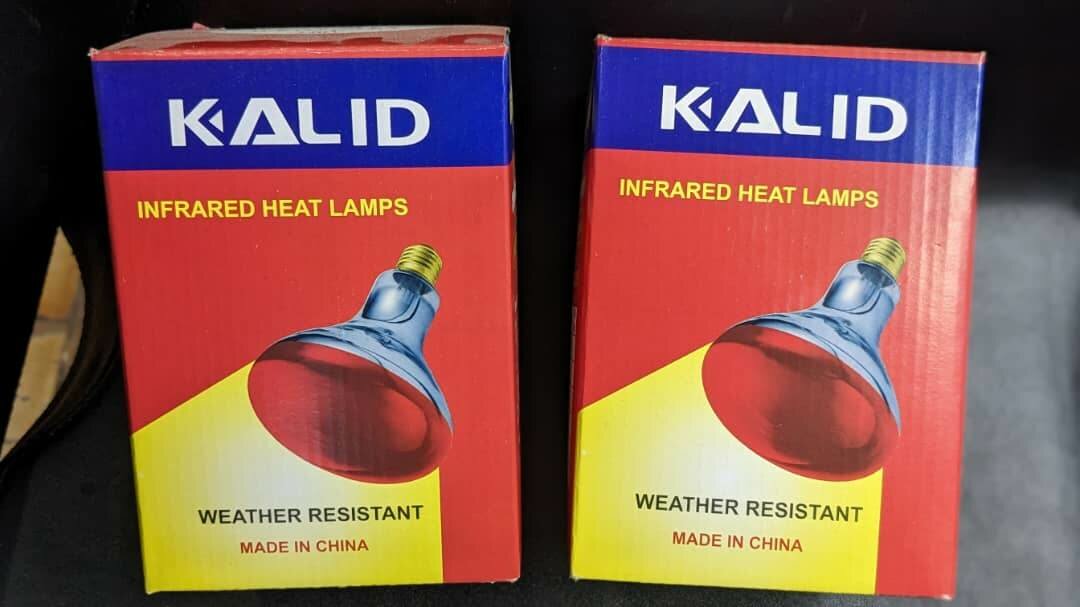 KALID
INFRARED HEAT LAMPS
WEATHER RESISTANT
MADE IN CHINA
KALID
INFRARED HEAT LAMPS
WEATHER RESISTANT
MADE IN CHINA